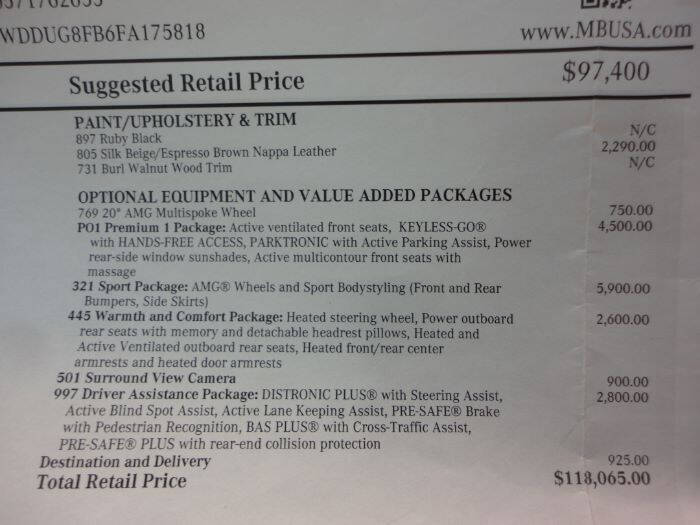 WDDUG8FB6FA175818 www.MBUSA.com
Suggested Retail Price $97,400
PAINT/UPHOLSTERY & TRIM
897 Ruby Black N/C
805 Silk Beige/Espresso Brown Nappa Leather 2,290.00
731 Burl Walnut Wood Trim N/C
OPTIONAL EQUIPMENT AND VALUE ADDED PACKAGES
769 20" AMG Multispoke Wheel 750.00
PO1 Premium 1 Package: Active ventilated front seats, KEYLESS-GO® 4,500.00
with HANDS-FREE ACCESS, PARKTRONIC with Active Parking Assist, Power
rear-side window sunshades, Active multicontour front seats with
massage
321 Sport Package: AMG® Wheels and Sport Bodystyling (Front and Rear 5,900.00
Bumpers, Side Skirts)
445 Warmth and Comfort Package: Heated steering wheel, Power outboard 2,600.00
rear seats with memory and detachable headrest pillows, Heated and
Active Ventilated outboard rear seats, Heated front/rear center
armrests and heated door armrests
501 Surround View Camera 900.00
997 Driver Assistance Package: DISTRONIC PLUS® with Steering Assist, 2,800.00
Active Blind Spot Assist, Active Lane Keeping Assist, PRE-SAFE® Brake
with Pedestrian Recognition, BAS PLUS® with Cross-Traffic Assist,
PRE-SAFE® PLUS with rear-end collision protection
Destination and Delivery 925.00
Total Retail Price $118,065.00